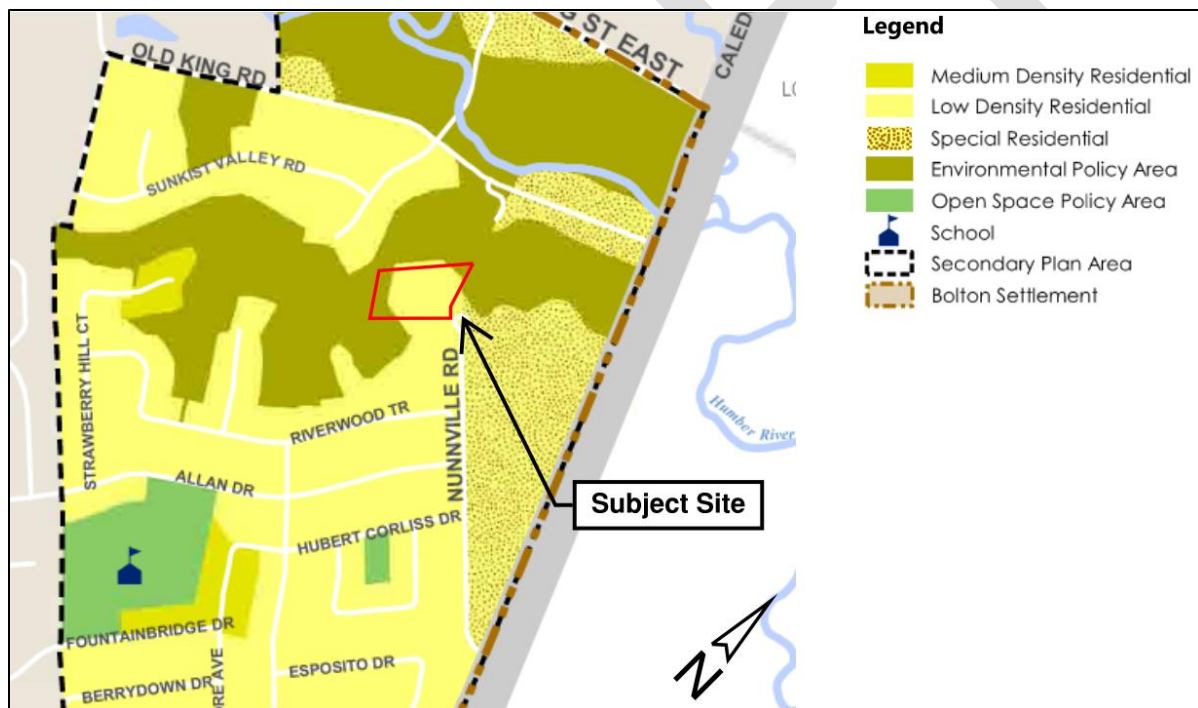 OLD KING RD
G ST EAST
CALED
SUNKIST VALLEY RD
STRAWBERRY HILL CT
RIVERWOOD TR
NUNNVILLE RD
ALLAN DR
HUBERT CORLISS DR
FOUNTAINBRIDGE DR
BERRYDOWN DR
RE AVE
ESPOSITO DR
Humber River
Subject Site
N
Legend
Medium Density Residential
Low Density Residential
Special Residential
Environmental Policy Area
Open Space Policy Area
School
Secondary Plan Area
Bolton Settlement